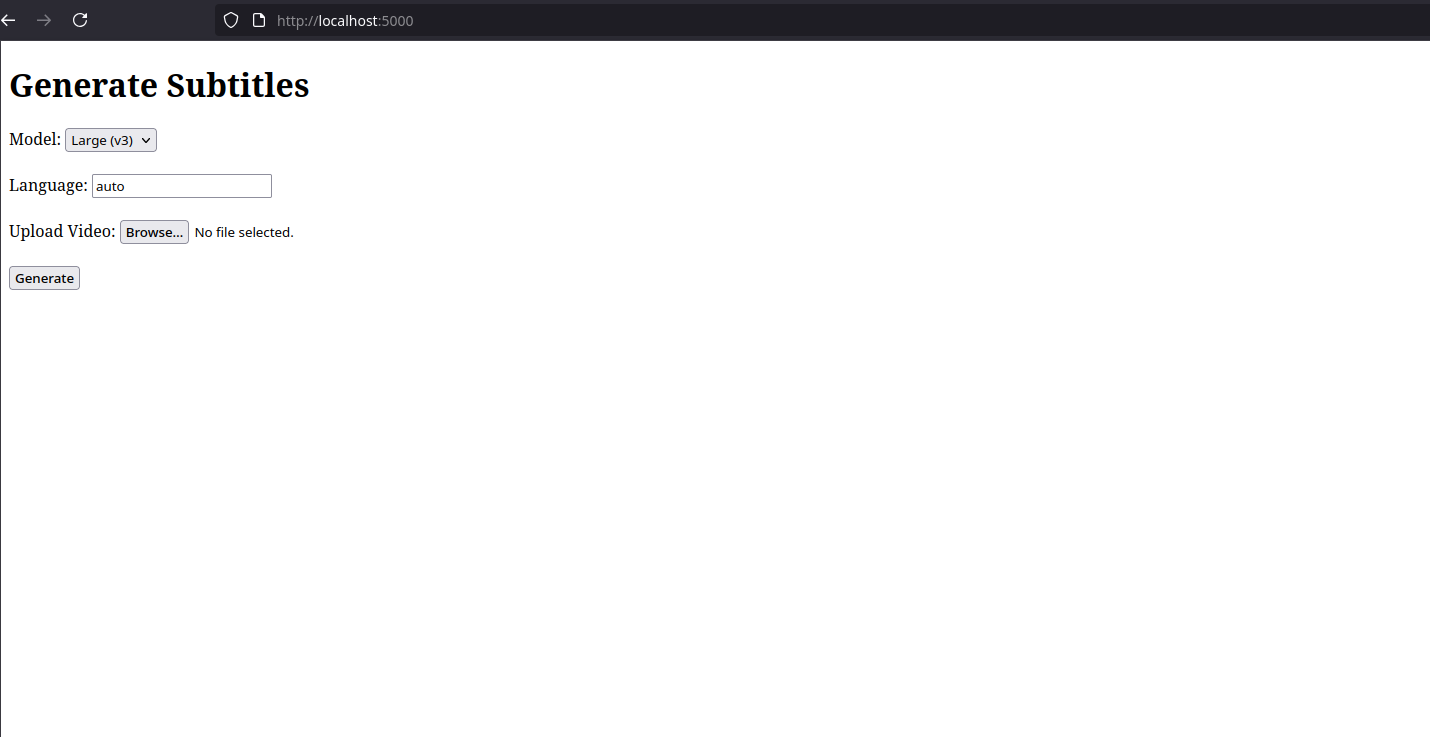 http://localhost:5000
Generate Subtitles
Model: Large (v3)
Language: auto
Upload Video: Browse... No file selected.
Generate